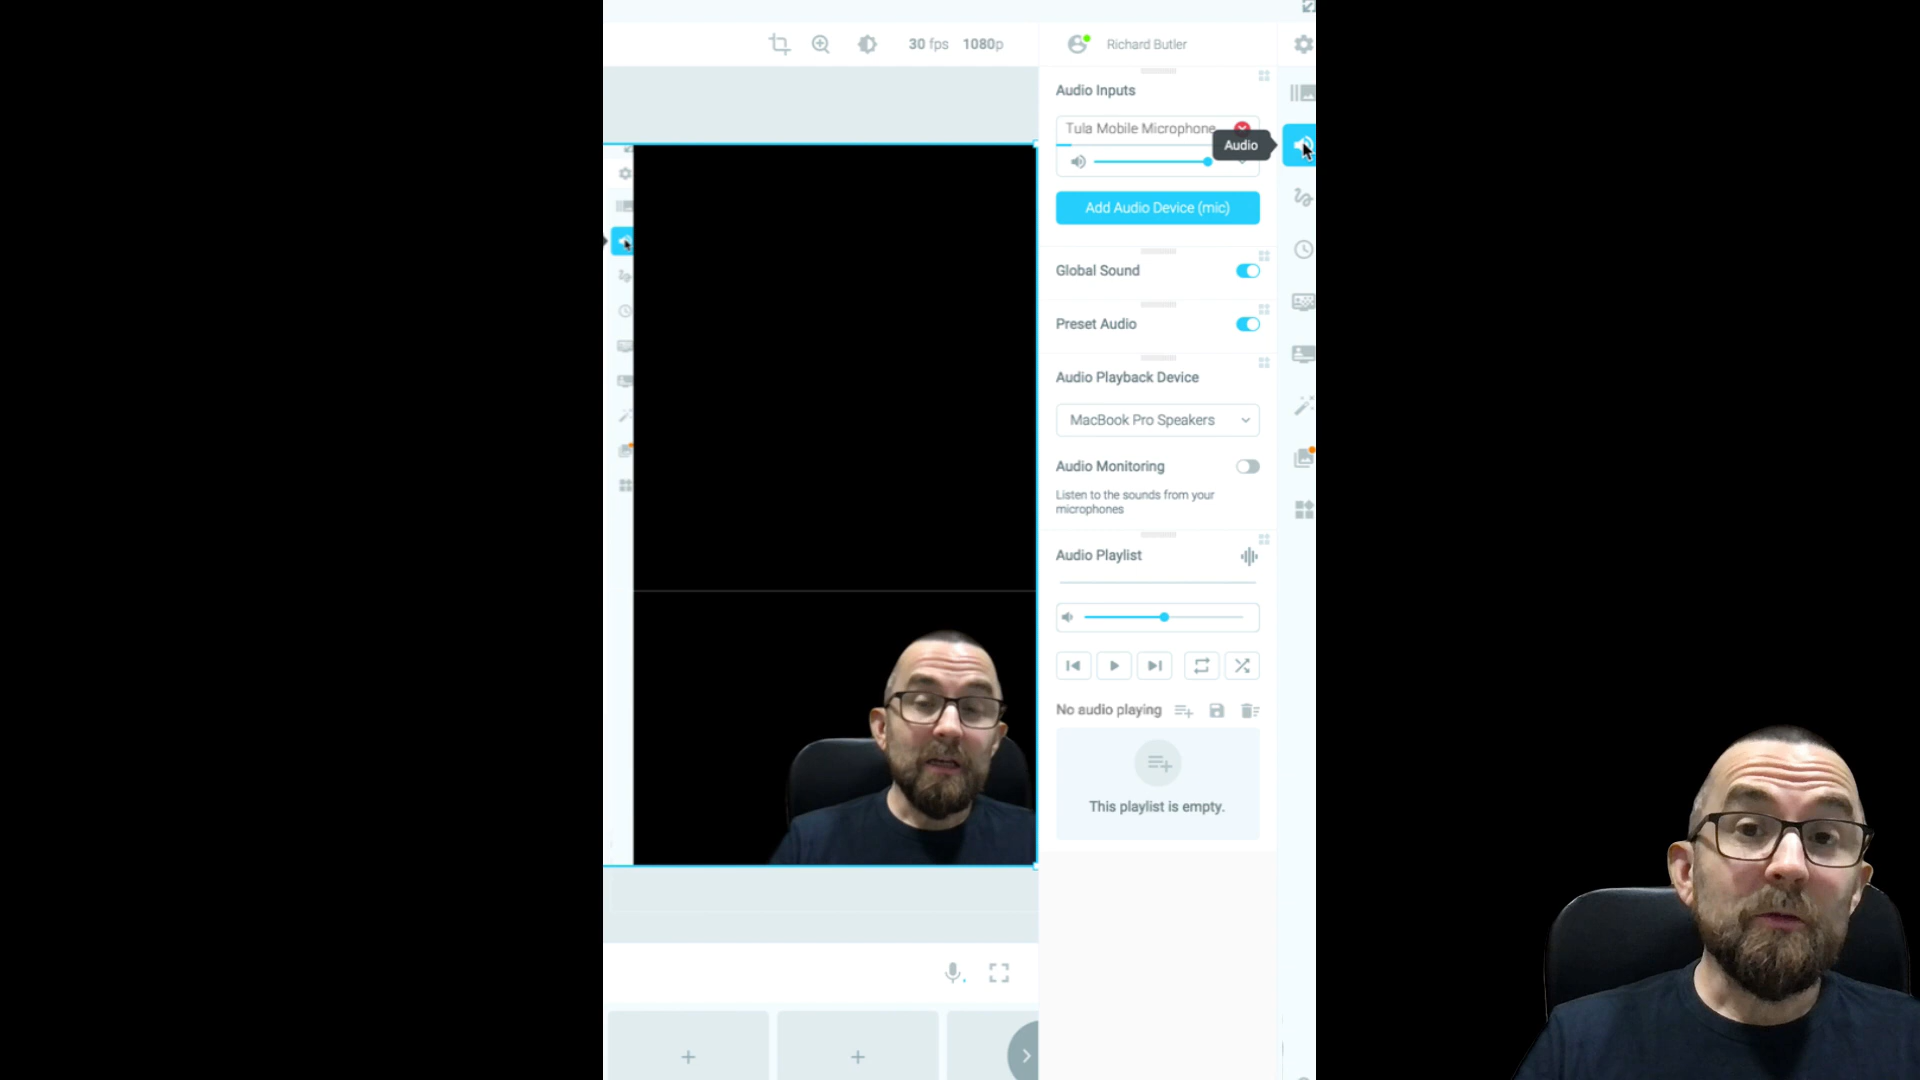 30 fps 1080p
Richard Butler
Audio Inputs
Tula Mobile Microphone
Audio
Add Audio Device (mic)
Global Sound
Preset Audio
Audio Playback Device
MacBook Pro Speakers
Audio Monitoring
Listen to the sounds from your
microphones
Audio Playlist
No audio playing
This playlist is empty.